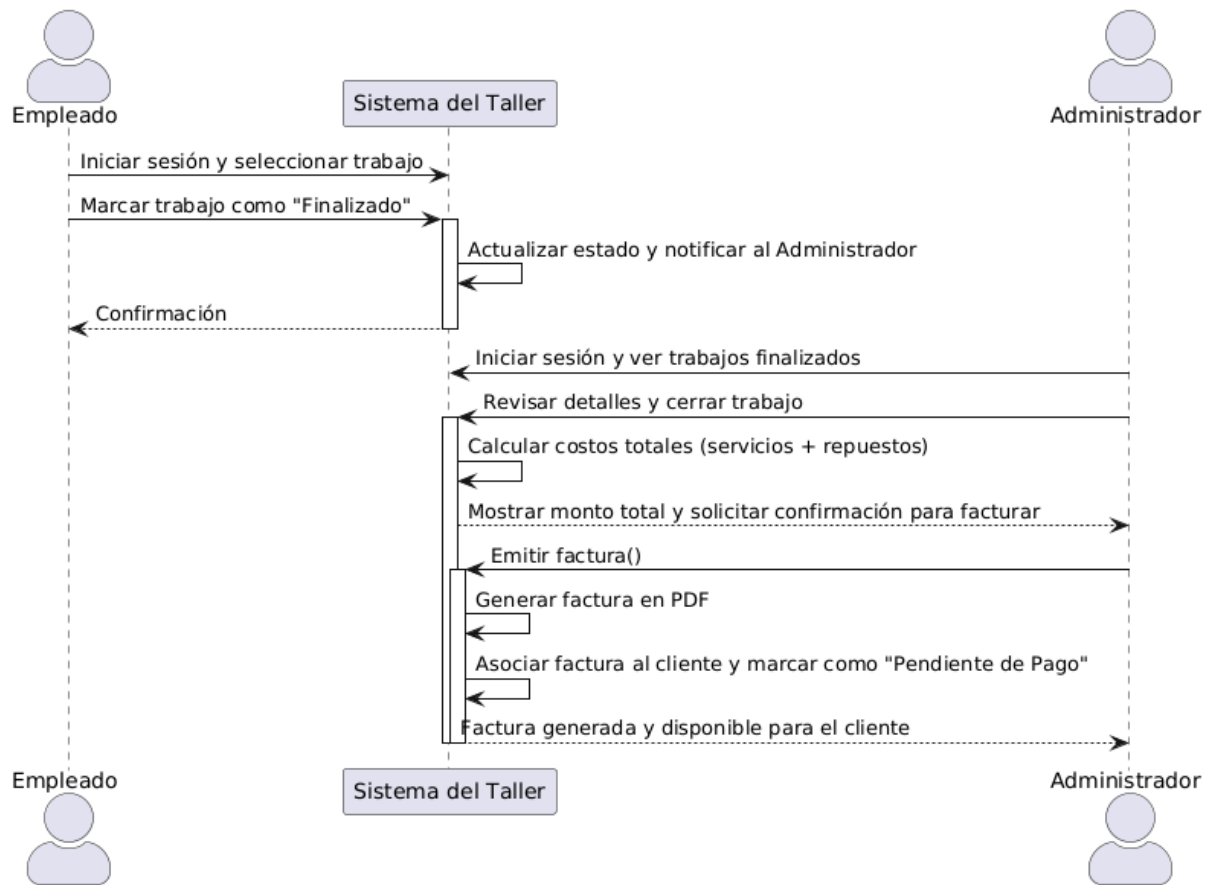 Empleado
Sistema del Taller
Administrador
Iniciar sesión y seleccionar trabajo
Marcar trabajo como "Finalizado"
Actualizar estado y notificar al Administrador
Confirmación
Iniciar sesión y ver trabajos finalizados
Revisar detalles y cerrar trabajo
Calcular costos totales (servicios + repuestos)
Mostrar monto total y solicitar confirmación para facturar
Emitir factura()
Generar factura en PDF
Asociar factura al cliente y marcar como "Pendiente de Pago"
Factura generada y disponible para el cliente
Empleado
Sistema del Taller
Administrador